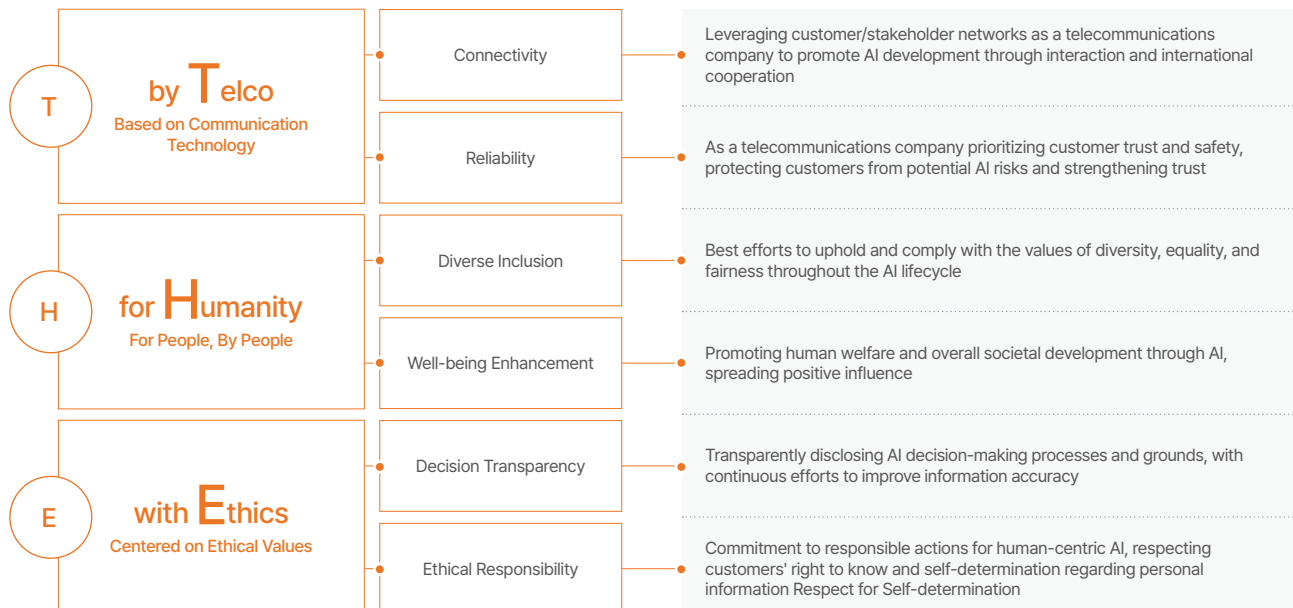 T
by Telco
Based on Communication
Technology
Connectivity
Leveraging customer/stakeholder networks as a telecommunications
company to promote AI development through interaction and international
cooperation
Reliability
As a telecommunications company prioritizing customer trust and safety,
protecting customers from potential AI risks and strengthening trust
H
for Humanity
For People, By People
Diverse Inclusion
Best efforts to uphold and comply with the values of diversity, equality, and
fairness throughout the AI lifecycle
Well-being Enhancement
Promoting human welfare and overall societal development through AI,
spreading positive influence
E
with Ethics
Centered on Ethical Values
Decision Transparency
Transparently disclosing AI decision-making processes and grounds, with
continuous efforts to improve information accuracy
Ethical Responsibility
Commitment to responsible actions for human-centric AI, respecting
customers' right to know and self-determination regarding personal
information Respect for Self-determination